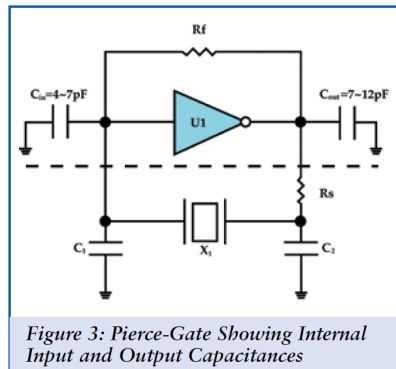 Rf
Cin=4~7pF
Cout=7~12pF
U1
Rs
C1
X1
C2
Figure 3: Pierce-Gate Showing Internal
Input and Output Capacitances